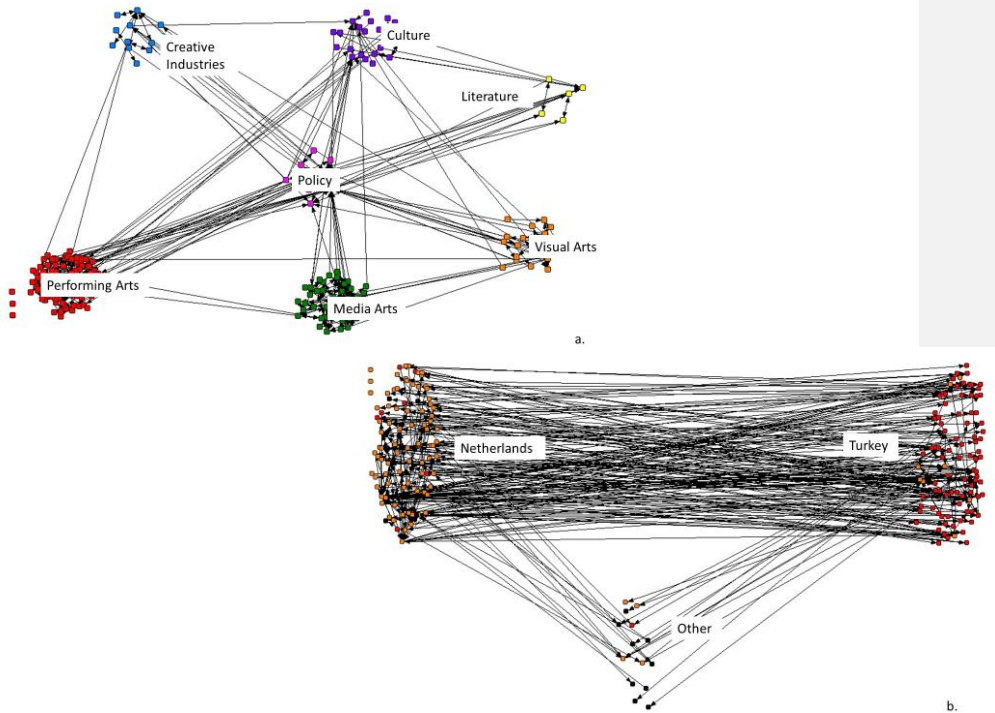 Creative
Industries
Culture
Literature
Policy
Visual Arts
Performing Arts
Media Arts
a.
Netherlands
Turkey
Other
b.